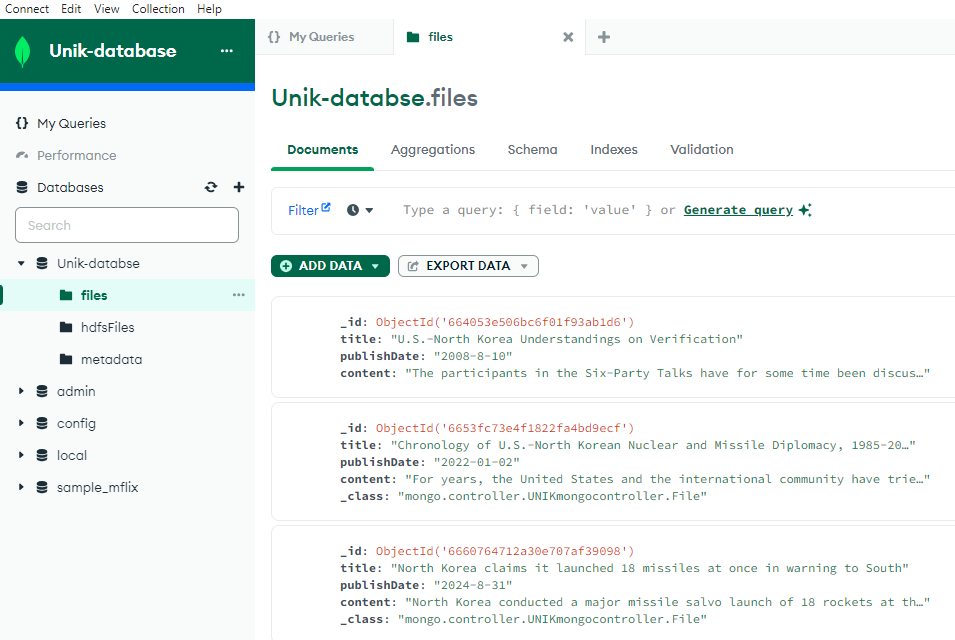 Connect Edit View Collection Help
Unik-database ...
{} My Queries
files
{} My Queries
Performance
Databases
Search
Unik-databse
files ...
hdfsFiles
metadata
admin
config
local
sample_mflix
Unik-databse.files
Documents Aggregations Schema Indexes Validation
Filter Type a query: { field: 'value' } or Generate query
ADD DATA EXPORT DATA
_id: ObjectId('664053e506bc6f01f93ab1d6')
title: "U.S.-North Korea Understandings on Verification"
publishDate: "2008-8-10"
content: "The participants in the Six-Party Talks have for some time been discus…"
_id: ObjectId('6653fc73e4f1822fa4bd9ecf')
title: "Chronology of U.S.-North Korean Nuclear and Missile Diplomacy, 1985-20…"
publishDate: "2022-01-02"
content: "For years, the United States and the international community have trie…"
_class: "mongo.controller.UNIKmongocontroller.File"
_id: ObjectId('6660764712a30e707af39098')
title: "North Korea claims it launched 18 missiles at once in warning to South"
publishDate: "2024-8-31"
content: "North Korea conducted a major missile salvo launch of 18 rockets at th…"
_class: "mongo.controller.UNIKmongocontroller.File"